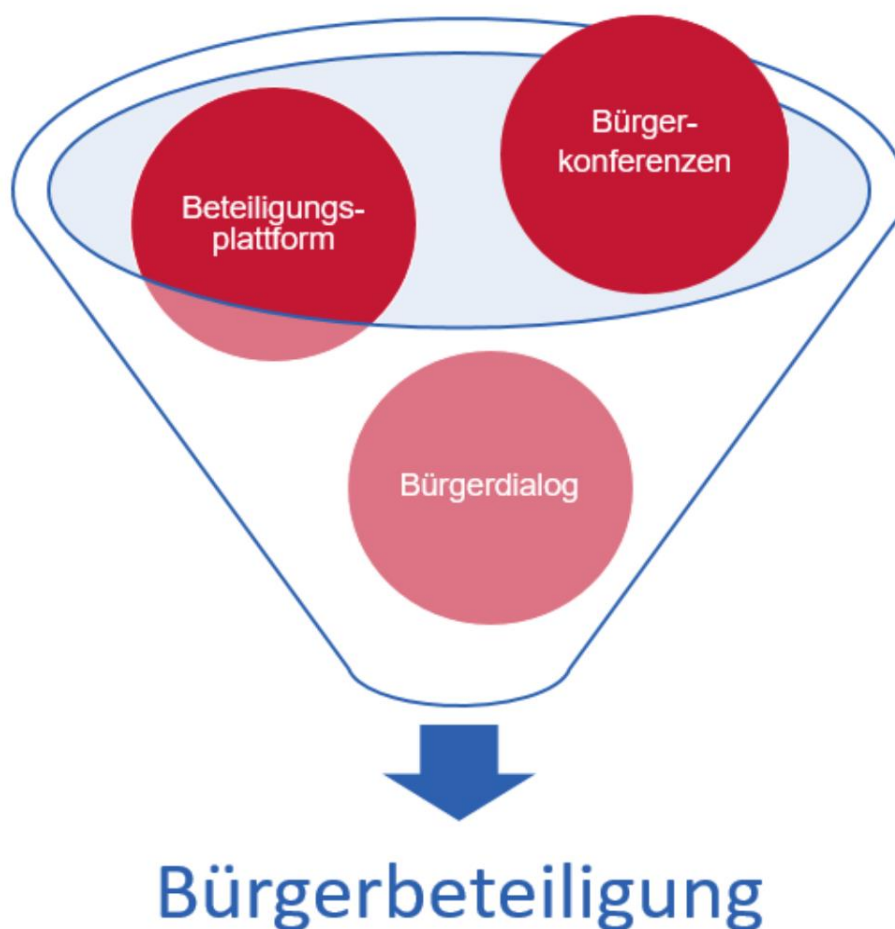 Bürger-
konferenzen
Beteiligungs-
plattform
Bürgerdialog
Bürgerbeteiligung